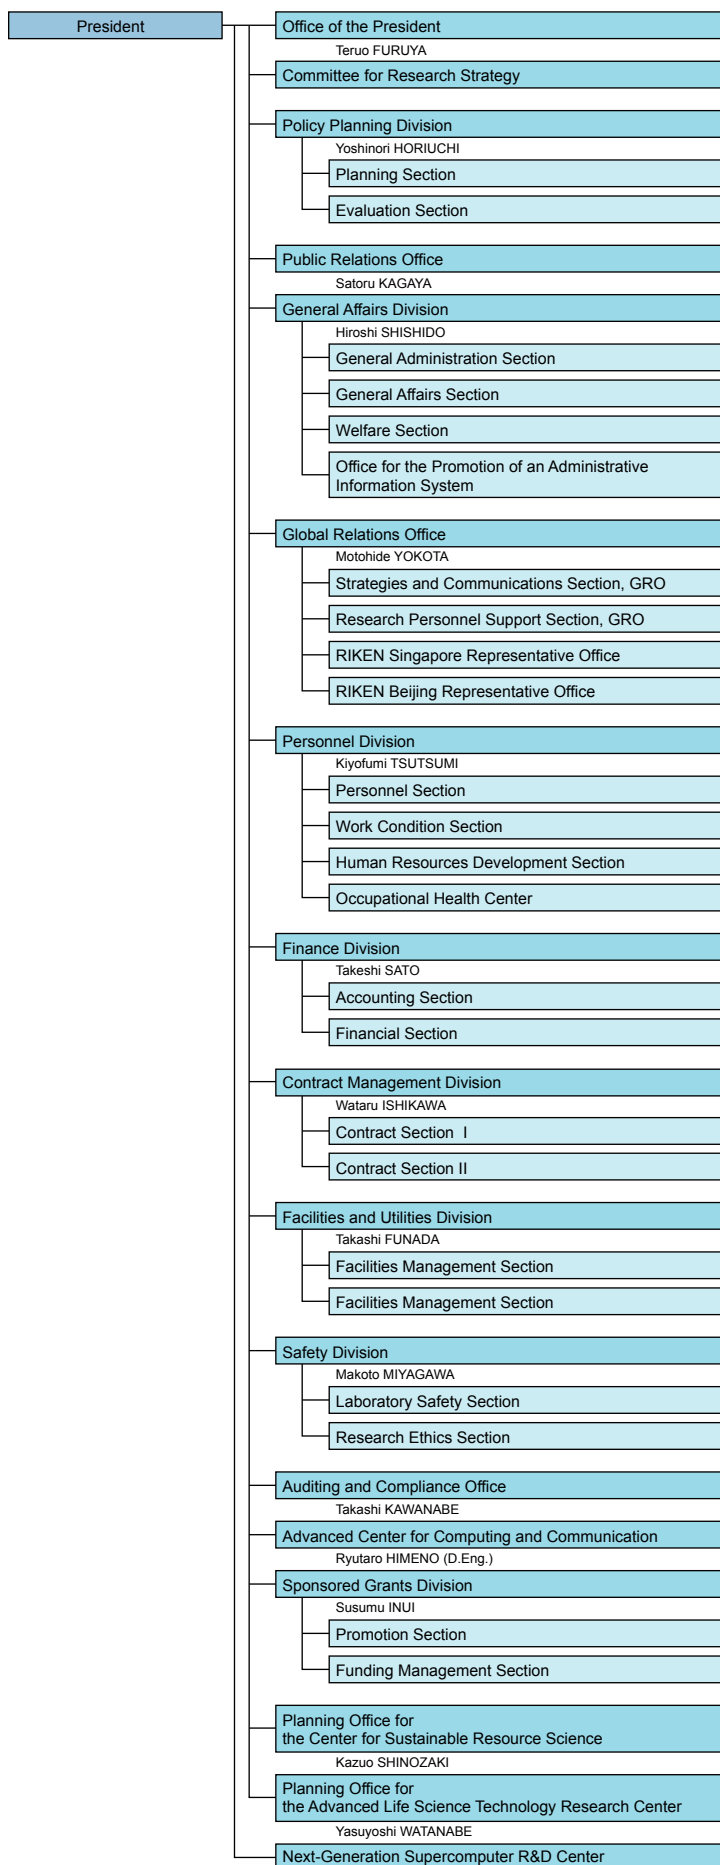 President
Office of the President
Teruo FURUYA
Committee for Research Strategy
Policy Planning Division
Yoshinori HORIUCHI
Planning Section
Evaluation Section
Public Relations Office
Satoru KAGAYA
General Affairs Division
Hiroshi SHISHIDO
General Administration Section
General Affairs Section
Welfare Section
Office for the Promotion of an Administrative
Information System
Global Relations Office
Motohide YOKOTA
Strategies and Communications Section, GRO
Research Personnel Support Section, GRO
RIKEN Singapore Representative Office
RIKEN Beijing Representative Office
Personnel Division
Kiyofumi TSUTSUMI
Personnel Section
Work Condition Section
Human Resources Development Section
Occupational Health Center
Finance Division
Takeshi SATO
Accounting Section
Financial Section
Contract Management Division
Wataru ISHIKAWA
Contract Section I
Contract Section II
Facilities and Utilities Division
Takashi FUNADA
Facilities Management Section
Facilities Management Section
Safety Division
Makoto MIYAGAWA
Laboratory Safety Section
Research Ethics Section
Auditing and Compliance Office
Takashi KAWANABE
Advanced Center for Computing and Communication
Ryutaro HIMENO (D.Eng.)
Sponsored Grants Division
Susumu INUI
Promotion Section
Funding Management Section
Planning Office for
the Center for Sustainable Resource Science
Kazuo SHINOZAKI
Planning Office for
the Advanced Life Science Technology Research Center
Yasuyoshi WATANABE
Next-Generation Supercomputer R&D Center